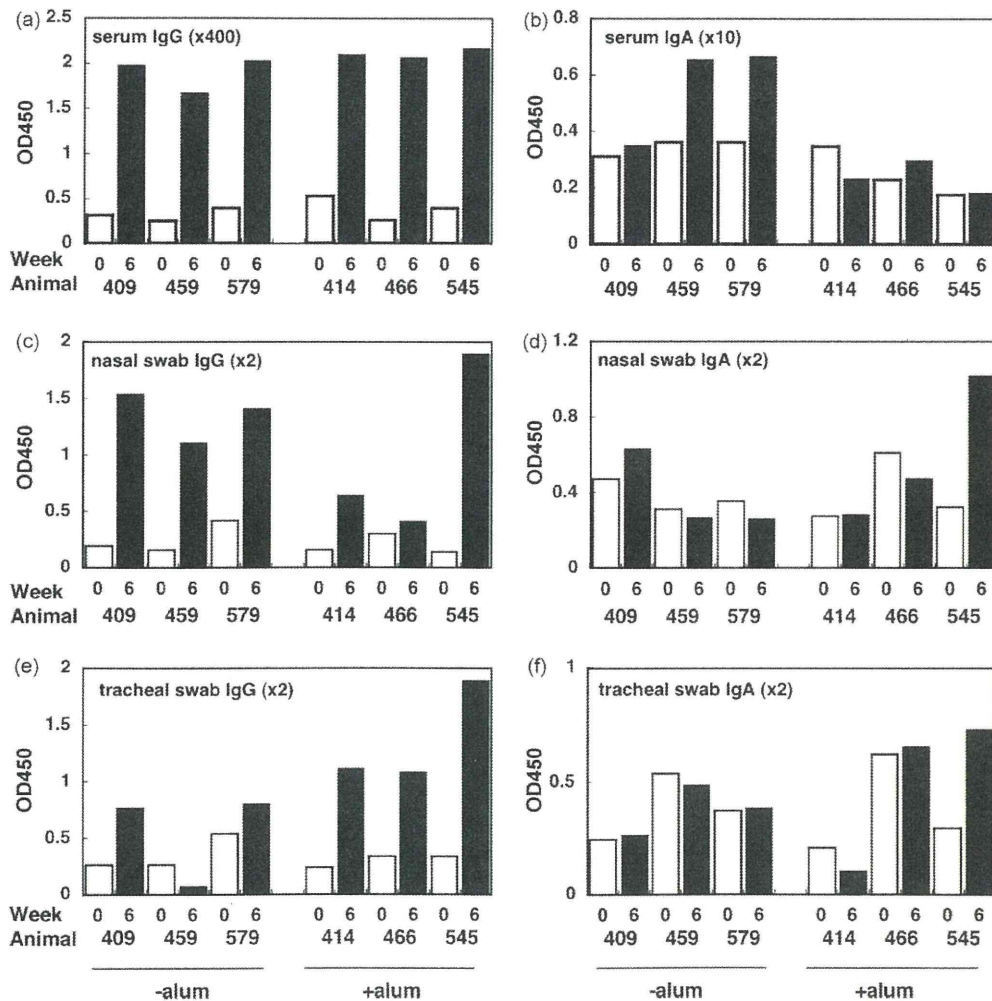 (a)
serum IgG (x400)
OD450
2.5
2
1.5
1
0.5
0
Week 0 6 0 6 0 6 0 6 0 6 0 6
Animal 409 459 579 414 466 545
(b)
serum IgA (x10)
OD450
0.8
0.6
0.4
0.2
0
0 6 0 6 0 6 0 6 0 6 0 6
409 459 579 414 466 545
(c)
nasal swab IgG (x2)
OD450
2
1.5
1
0.5
0
Week 0 6 0 6 0 6 0 6 0 6 0 6
Animal 409 459 579 414 466 545
(d)
nasal swab IgA (x2)
OD450
1.2
0.8
0.4
0
0 6 0 6 0 6 0 6 0 6 0 6
409 459 579 414 466 545
(e)
tracheal swab IgG (x2)
OD450
2
1.5
1
0.5
0
Week 0 6 0 6 0 6 0 6 0 6 0 6
Animal 409 459 579 414 466 545
-alum +alum
(f)
tracheal swab IgA (x2)
OD450
1
0.5
0
0 6 0 6 0 6 0 6 0 6 0 6
409 459 579 414 466 545
-alum +alum